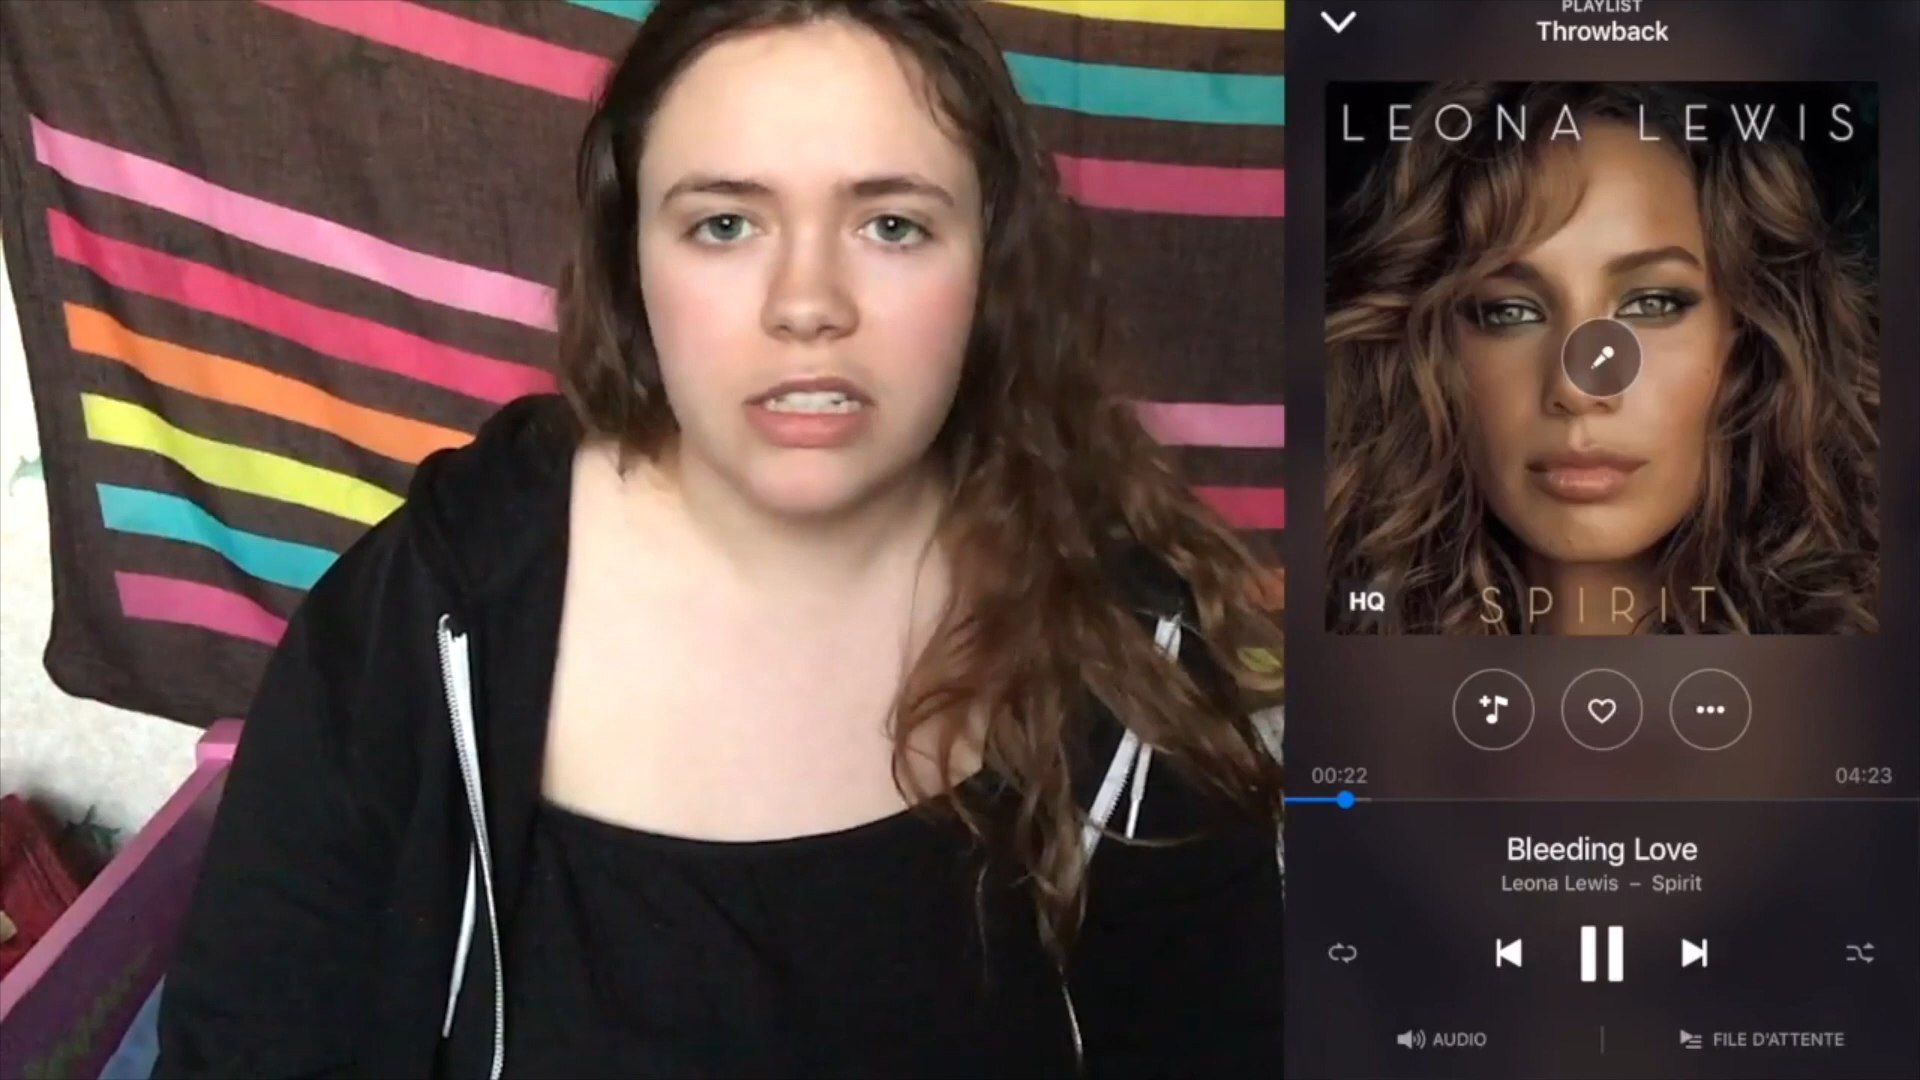 PLAYLIST
Throwback
LEONA LEWIS
HQ
SPIRIT
00:22
04:23
Bleeding Love
Leona Lewis – Spirit
AUDIO
FILE D'ATTENTE